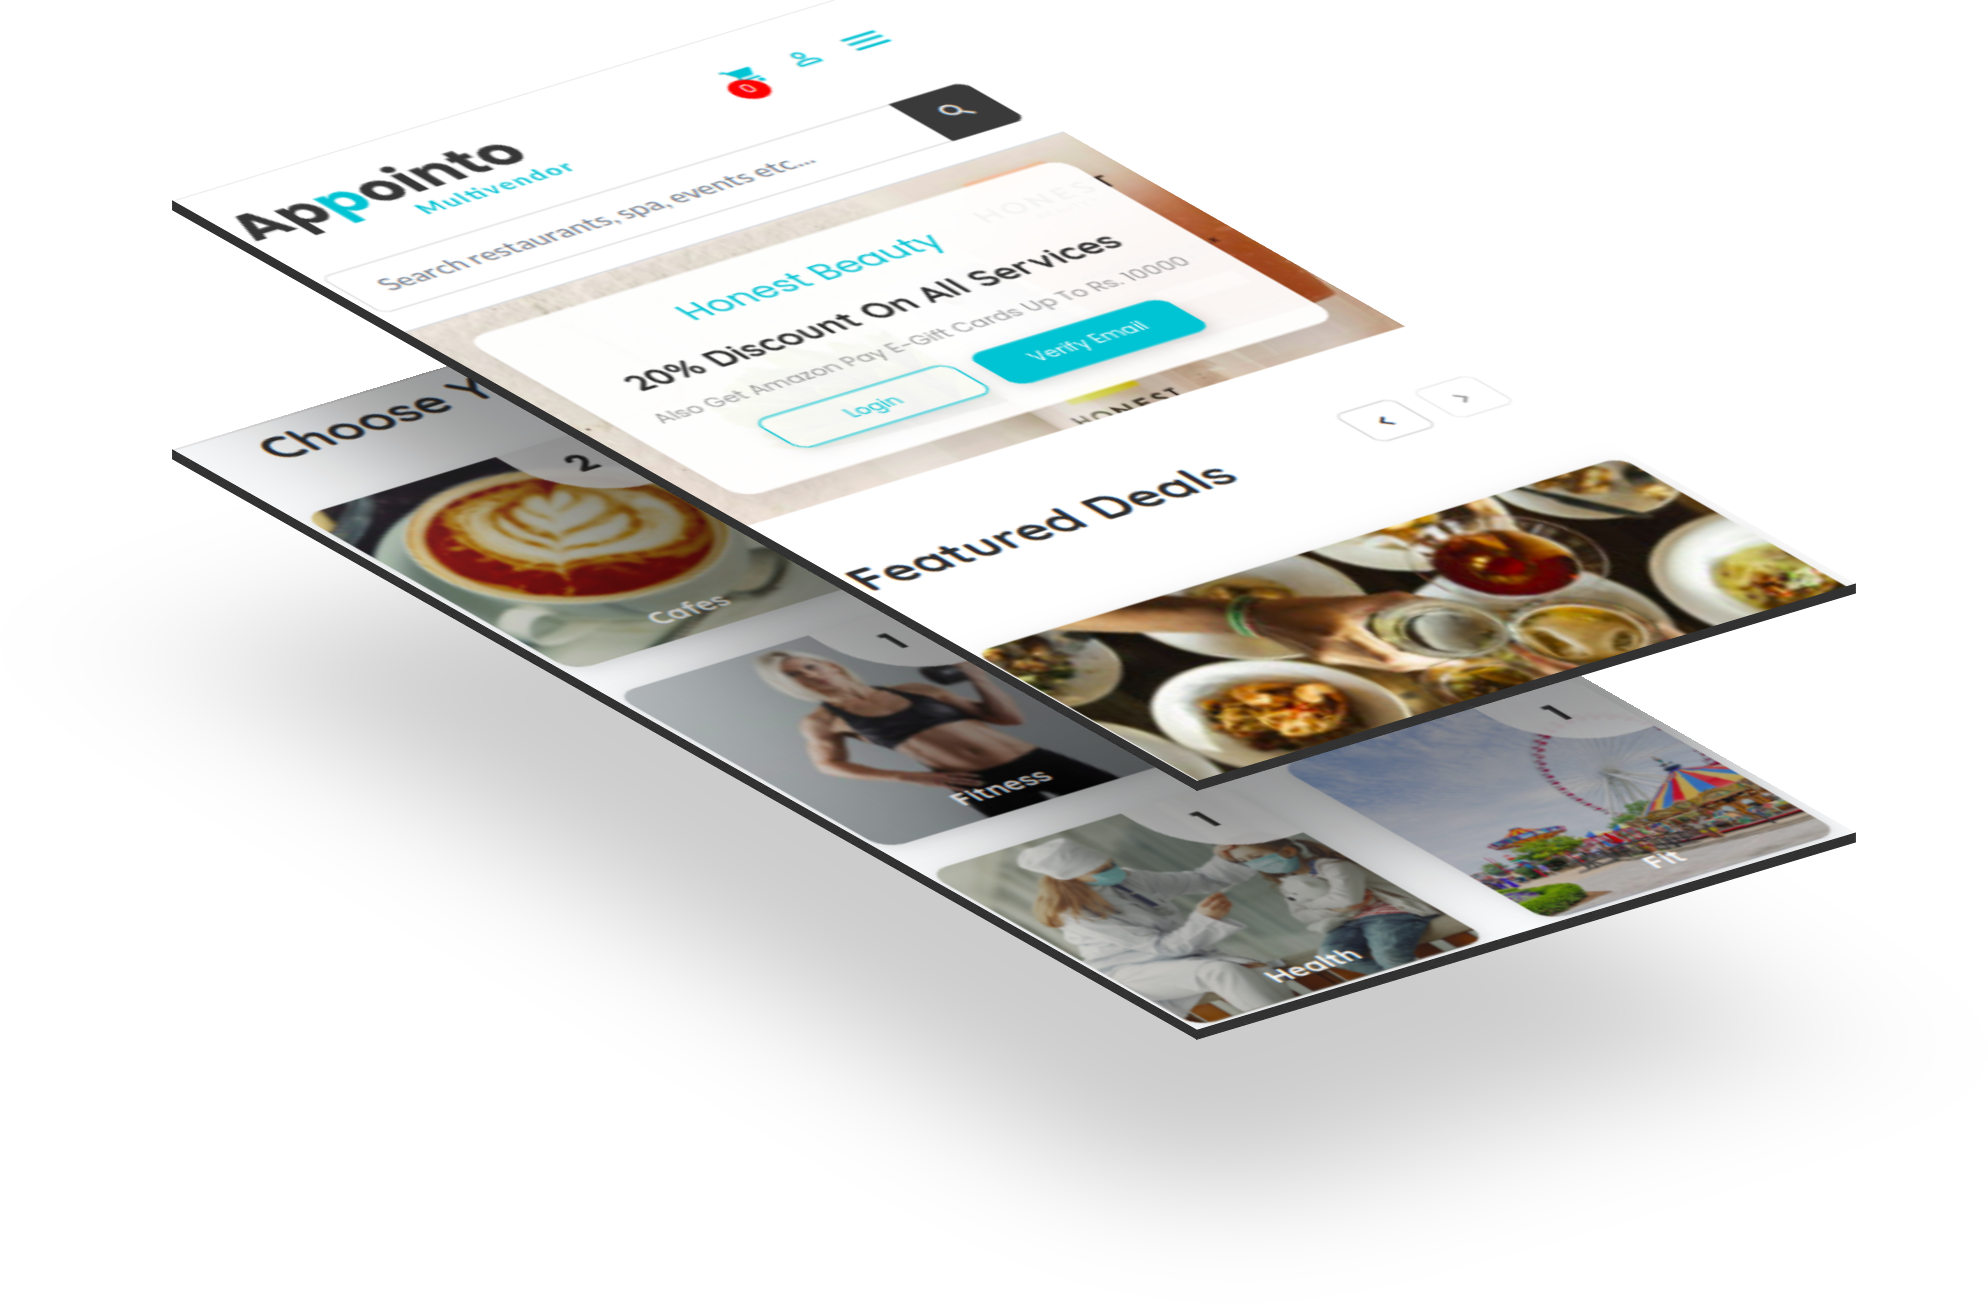 0
Appointo
Multivendor
Search restaurants, spa, events etc...
HONEST
Honest Beauty
20% Discount On All Services
Also Get Amazon Pay E-Gift Cards Up To Rs. 10000
Login
Verify Email
HONEST
Featured Deals
Choose
2
Cafes
1
Fitness
1
Health
1
Fit